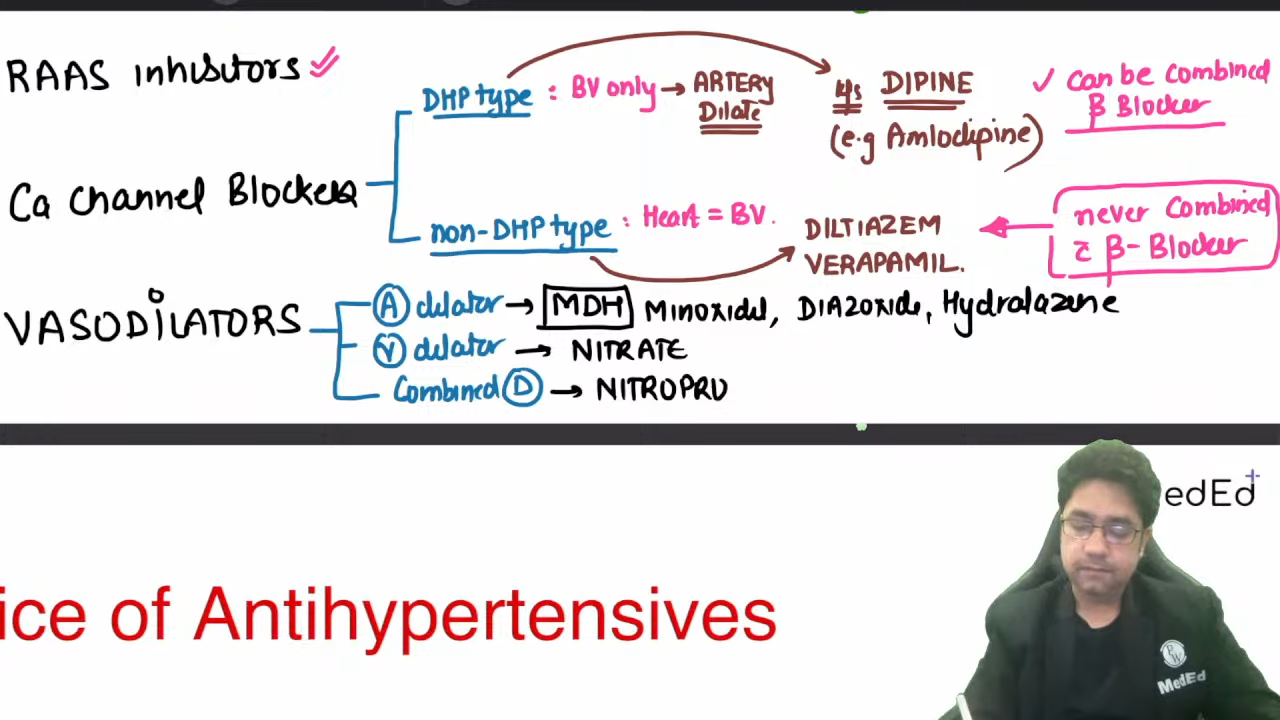 RAAS inhibitors ✓
DHP type : BV only → ARTERY Dilate
DIPINE
(e.g Amlodipine)
✓ can be combined
β Blocker
Ca channel Blockers
non-DHP type : Heart = BV.
DILTIAZEM
VERAPAMIL.
never Combined
c̄ β-Blocker
VASODILATORS
(A) dilator → MDH Minoxidil, DIAZOXide, Hydralazine
(V) dilator → NITRATE
Combined (D) → NITROPRU
edEd
ice of Antihypertensives
PW
MedEd